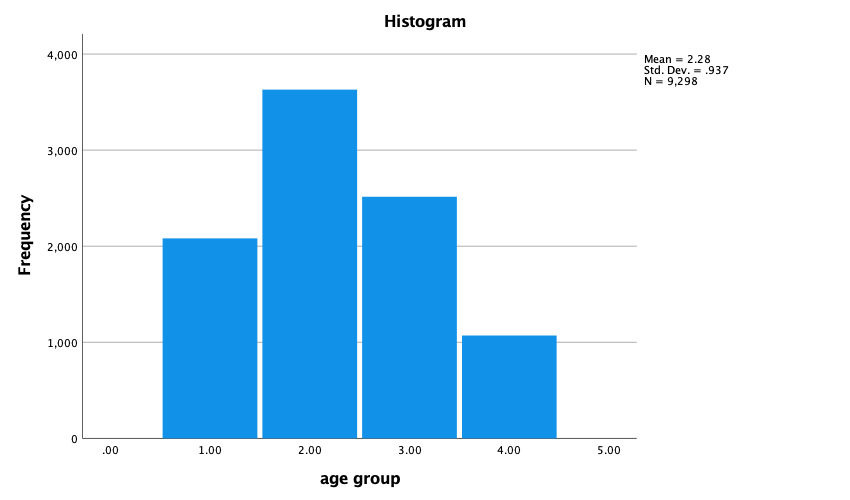 Histogram
4,000
3,000
2,000
1,000
0
Frequency
.00
1.00
2.00
3.00
4.00
5.00
age group
Mean = 2.28
Std. Dev. = .937
N = 9,298